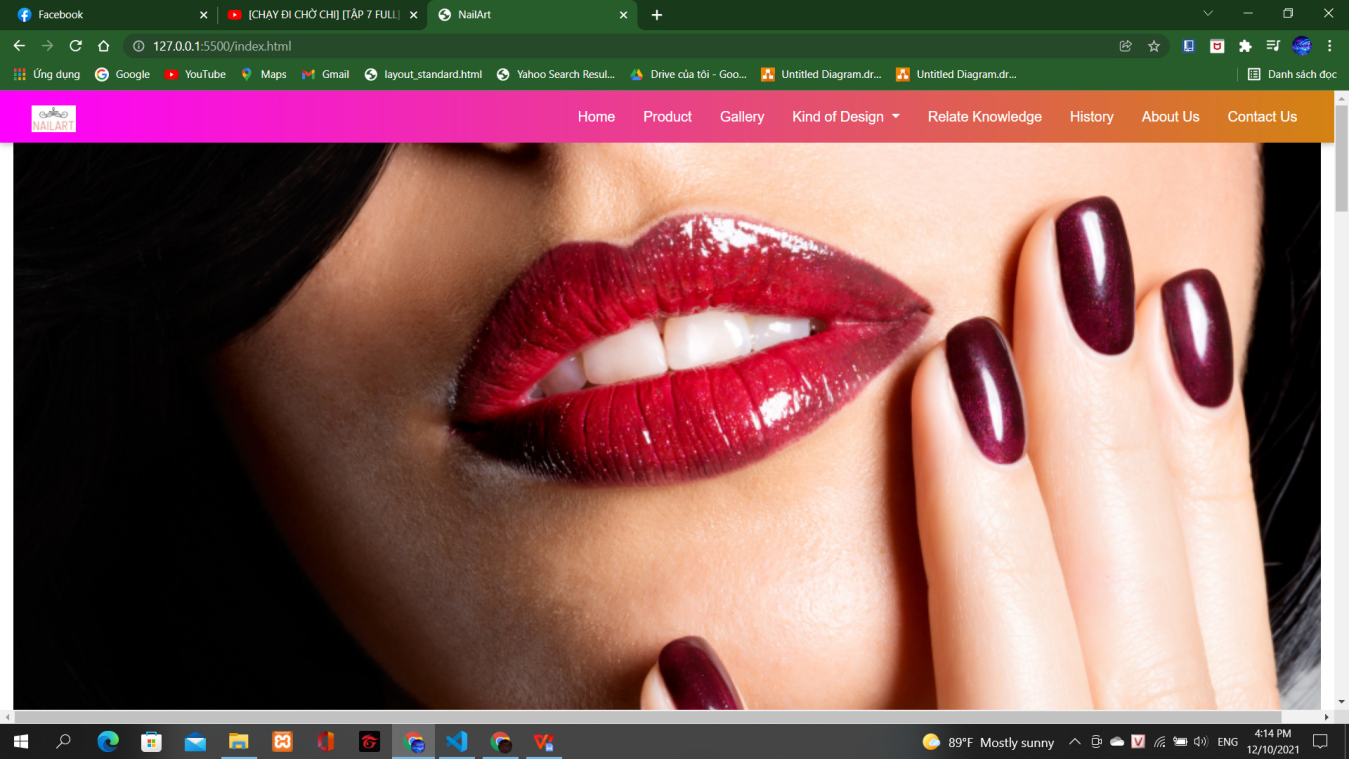 Facebook
[CHẠY ĐI CHỜ CHI] [TẬP 7 FULL]
NailArt
127.0.0.1:5500/index.html
Ứng dụng
Google
YouTube
Maps
Gmail
layout_standard.html
Yahoo Search Resul...
Drive của tôi - Goo...
Untitled Diagram.dr...
Untitled Diagram.dr...
Danh sách đọc
NAILART
Home
Product
Gallery
Kind of Design
Relate Knowledge
History
About Us
Contact Us
89°F Mostly sunny
ENG
4:14 PM
12/10/2021